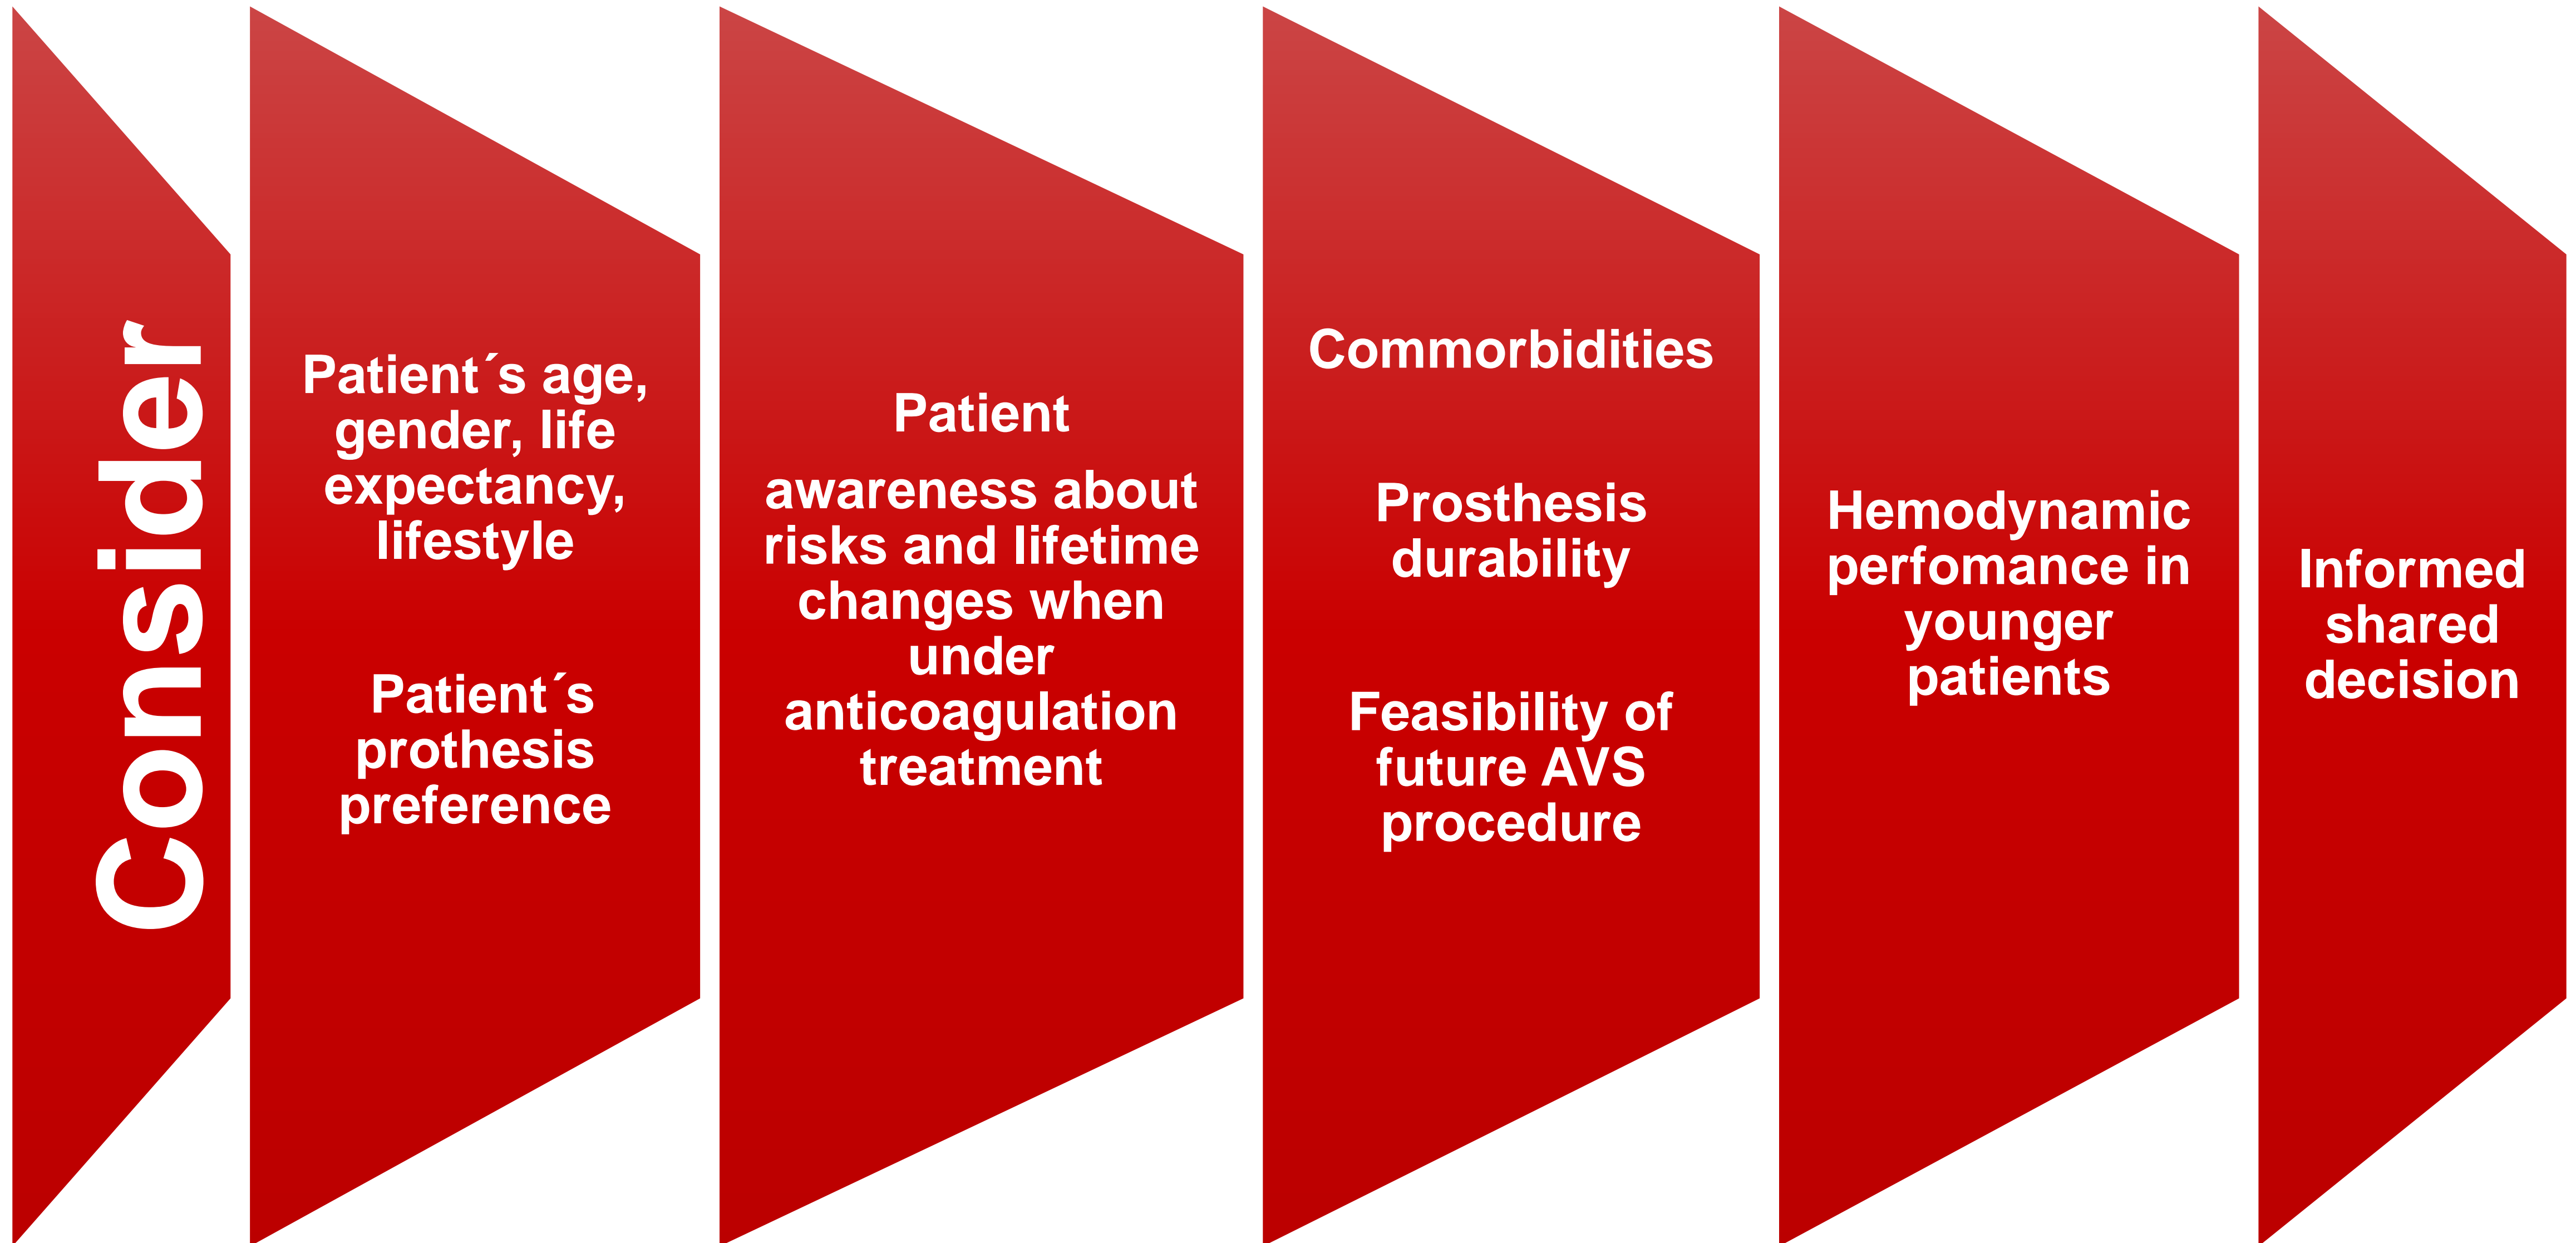 Consider
Patient´s age,
gender, life
expectancy,
lifestyle
Patient´s
prothesis
preference
Patient
awareness about
risks and lifetime
changes when
under
anticoagulation
treatment
Commorbidities
Prosthesis
durability
Feasibility of
future AVS
procedure
Hemodynamic
perfomance in
younger
patients
Informed
shared
decision